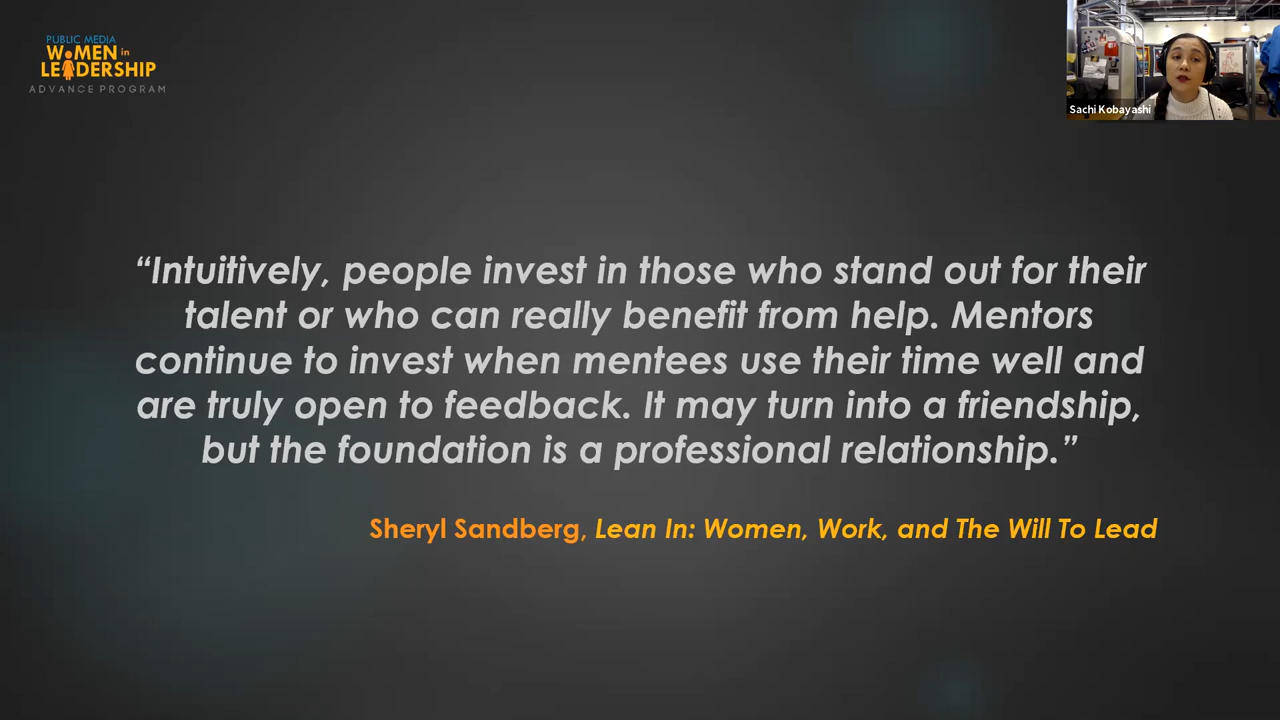 PUBLIC MEDIA
WOMEN in
LEADERSHIP
ADVANCE PROGRAM
Sachi Kobayashi
“Intuitively, people invest in those who stand out for their
talent or who can really benefit from help. Mentors
continue to invest when mentees use their time well and
are truly open to feedback. It may turn into a friendship,
but the foundation is a professional relationship.”
Sheryl Sandberg, Lean In: Women, Work, and The Will To Lead